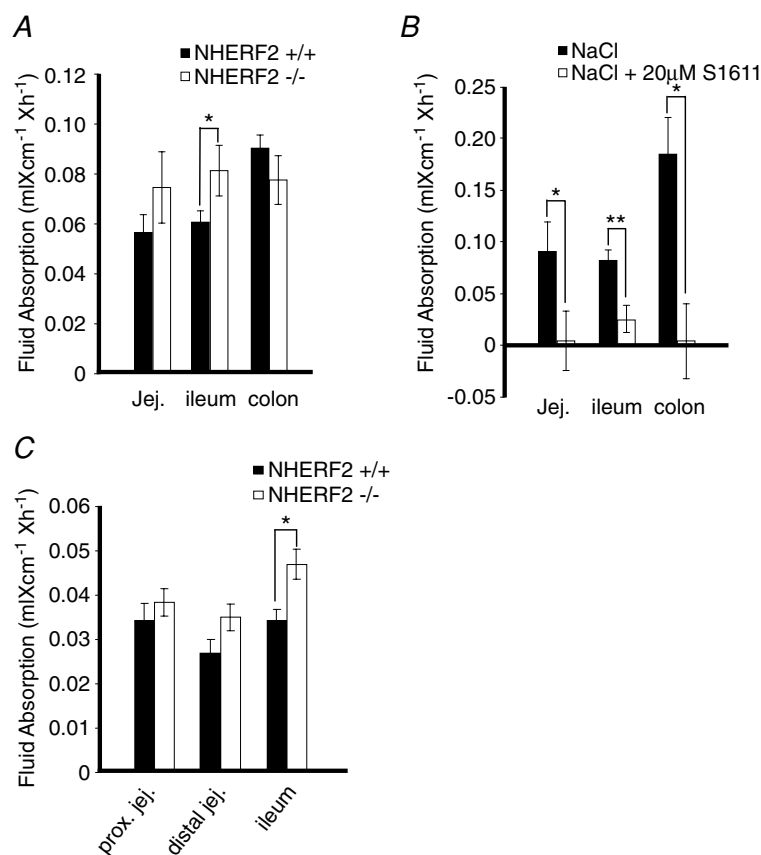 A
NHERF2 +/+
NHERF2 -/-
Fluid Absorption (mlXcm-1 Xh-1)
0.12
0.10
0.08
0.06
0.04
0.02
0
*
Jej. ileum colon
B
NaCl
NaCl + 20µM S1611
Fluid Absorption (mlXcm-1 Xh-1)
0.25
0.20
0.15
0.10
0.05
0
-0.05
* ** *
Jej. ileum colon
C
NHERF2 +/+
NHERF2 -/-
Fluid Absorption (mlXcm-1 Xh-1)
0.06
0.05
0.04
0.03
0.02
0.01
0
*
prox. jej. distal jej. ileum